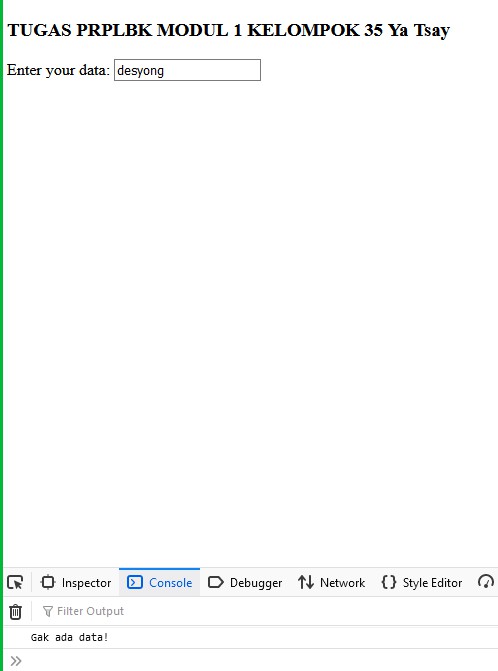 TUGAS PRPLBK MODUL 1 KELOMPOK 35 Ya Tsay
Enter your data: desyong
Inspector Console Debugger Network Style Editor
Filter Output
Gak ada data!